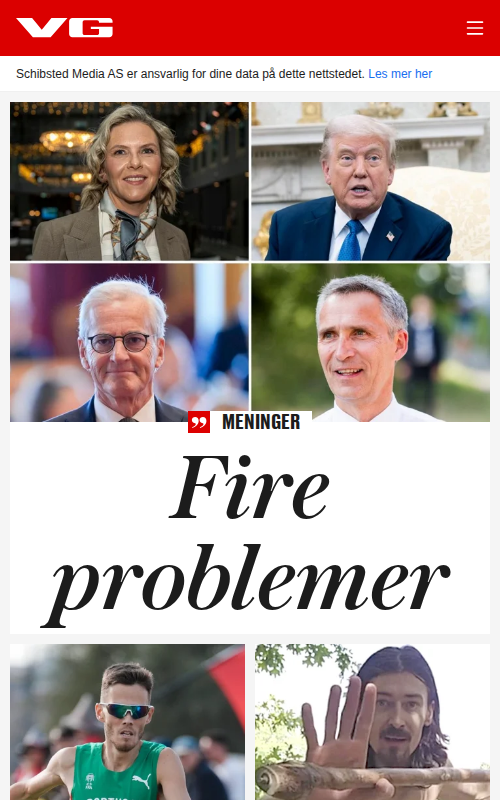 VG
Schibsted Media AS er ansvarlig for dine data på dette nettstedet. Les mer her
MENINGER
Fire
problemer